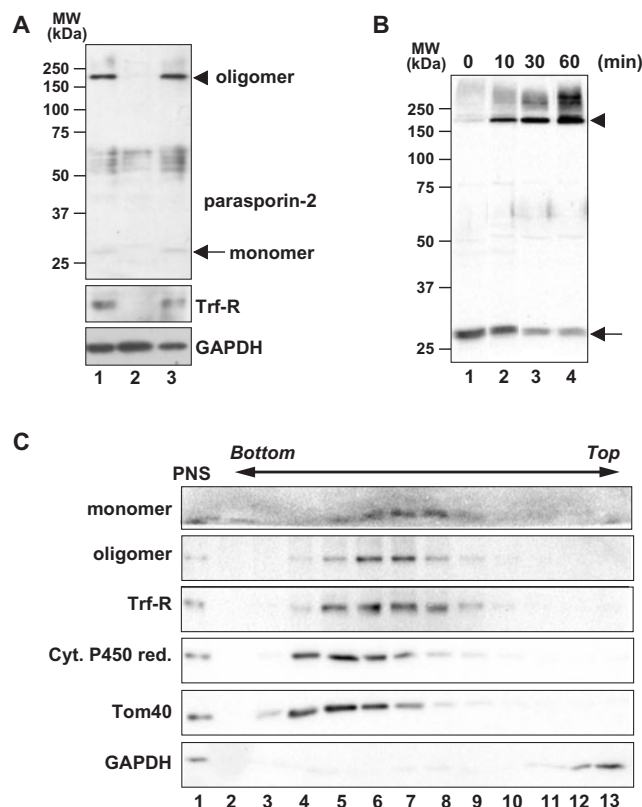 A
MW
(kDa)
250
150
100
75
50
37
25
oligomer
parasporin-2
monomer
Trf-R
GAPDH
1 2 3
B
MW
(kDa)
0 10 30 60 (min)
250
150
100
75
50
37
25
1 2 3 4
C
Bottom Top
PNS
monomer
oligomer
Trf-R
Cyt. P450 red.
Tom40
GAPDH
1 2 3 4 5 6 7 8 9 10 11 12 13